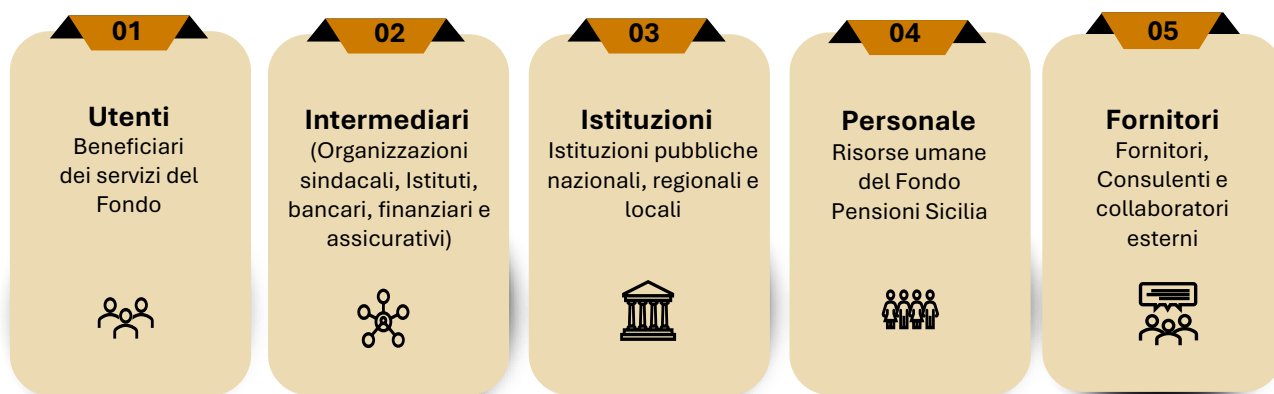 01
Utenti
Beneficiari
dei servizi del
Fondo
02
Intermediari
(Organizzazioni
sindacali, Istituti,
bancari, finanziari e
assicurativi)
03
Istituzioni
Istituzioni pubbliche
nazionali, regionali e
locali
04
Personale
Risorse umane
del Fondo
Pensioni Sicilia
05
Fornitori
Fornitori,
Consulenti e
collaboratori
esterni